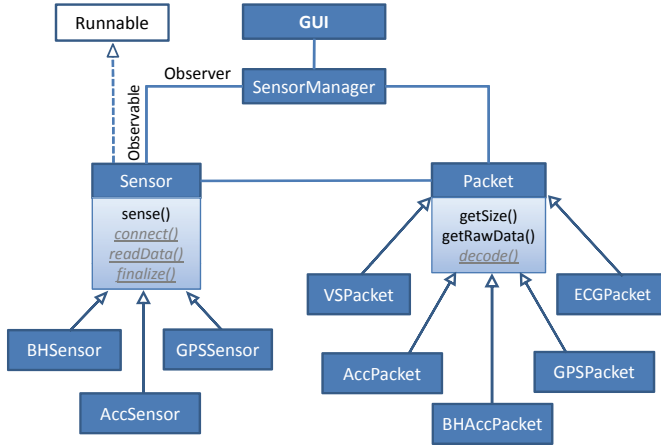 Runnable
GUI
Observer
SensorManager
Observable
Sensor
Packet
sense()
connect()
readData()
finalize()
getSize()
getRawData()
decode()
VSPacket
ECGPacket
BHSensor
GPSSensor
AccPacket
GPSPacket
AccSensor
BHAccPacket